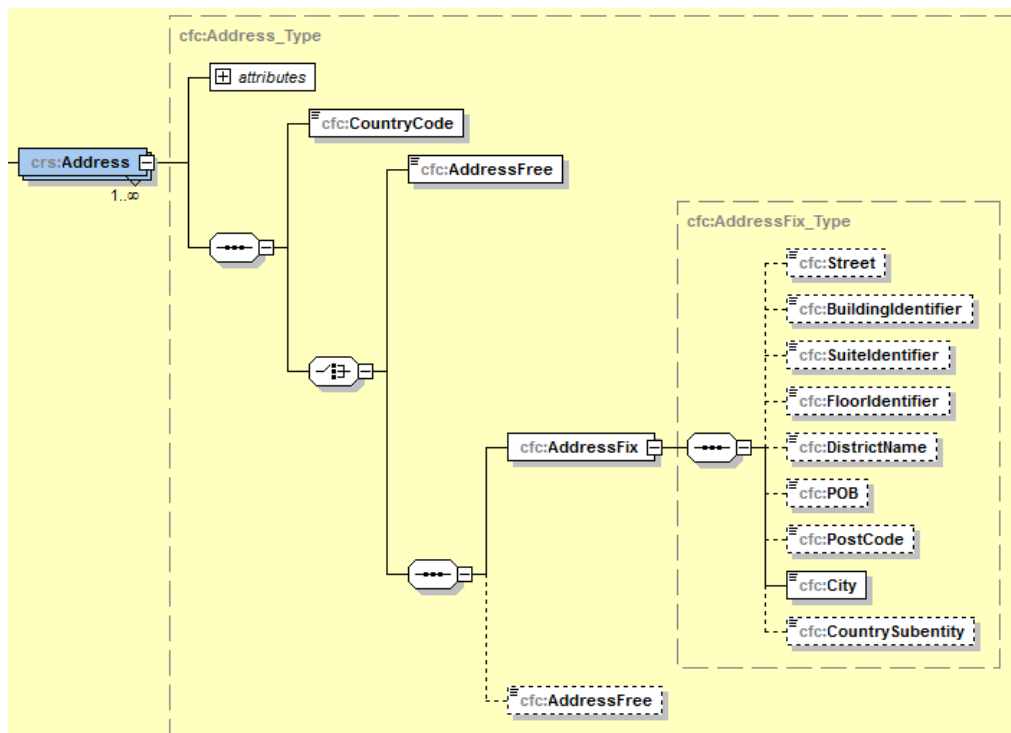 cfc:Address_Type
attributes
cfc:CountryCode
crs:Address
1..∞
cfc:AddressFree
cfc:AddressFix_Type
cfc:Street
cfc:BuildingIdentifier
cfc:SuiteIdentifier
cfc:FloorIdentifier
cfc:AddressFix
cfc:DistrictName
cfc:POB
cfc:PostCode
cfc:City
cfc:CountrySubentity
cfc:AddressFree